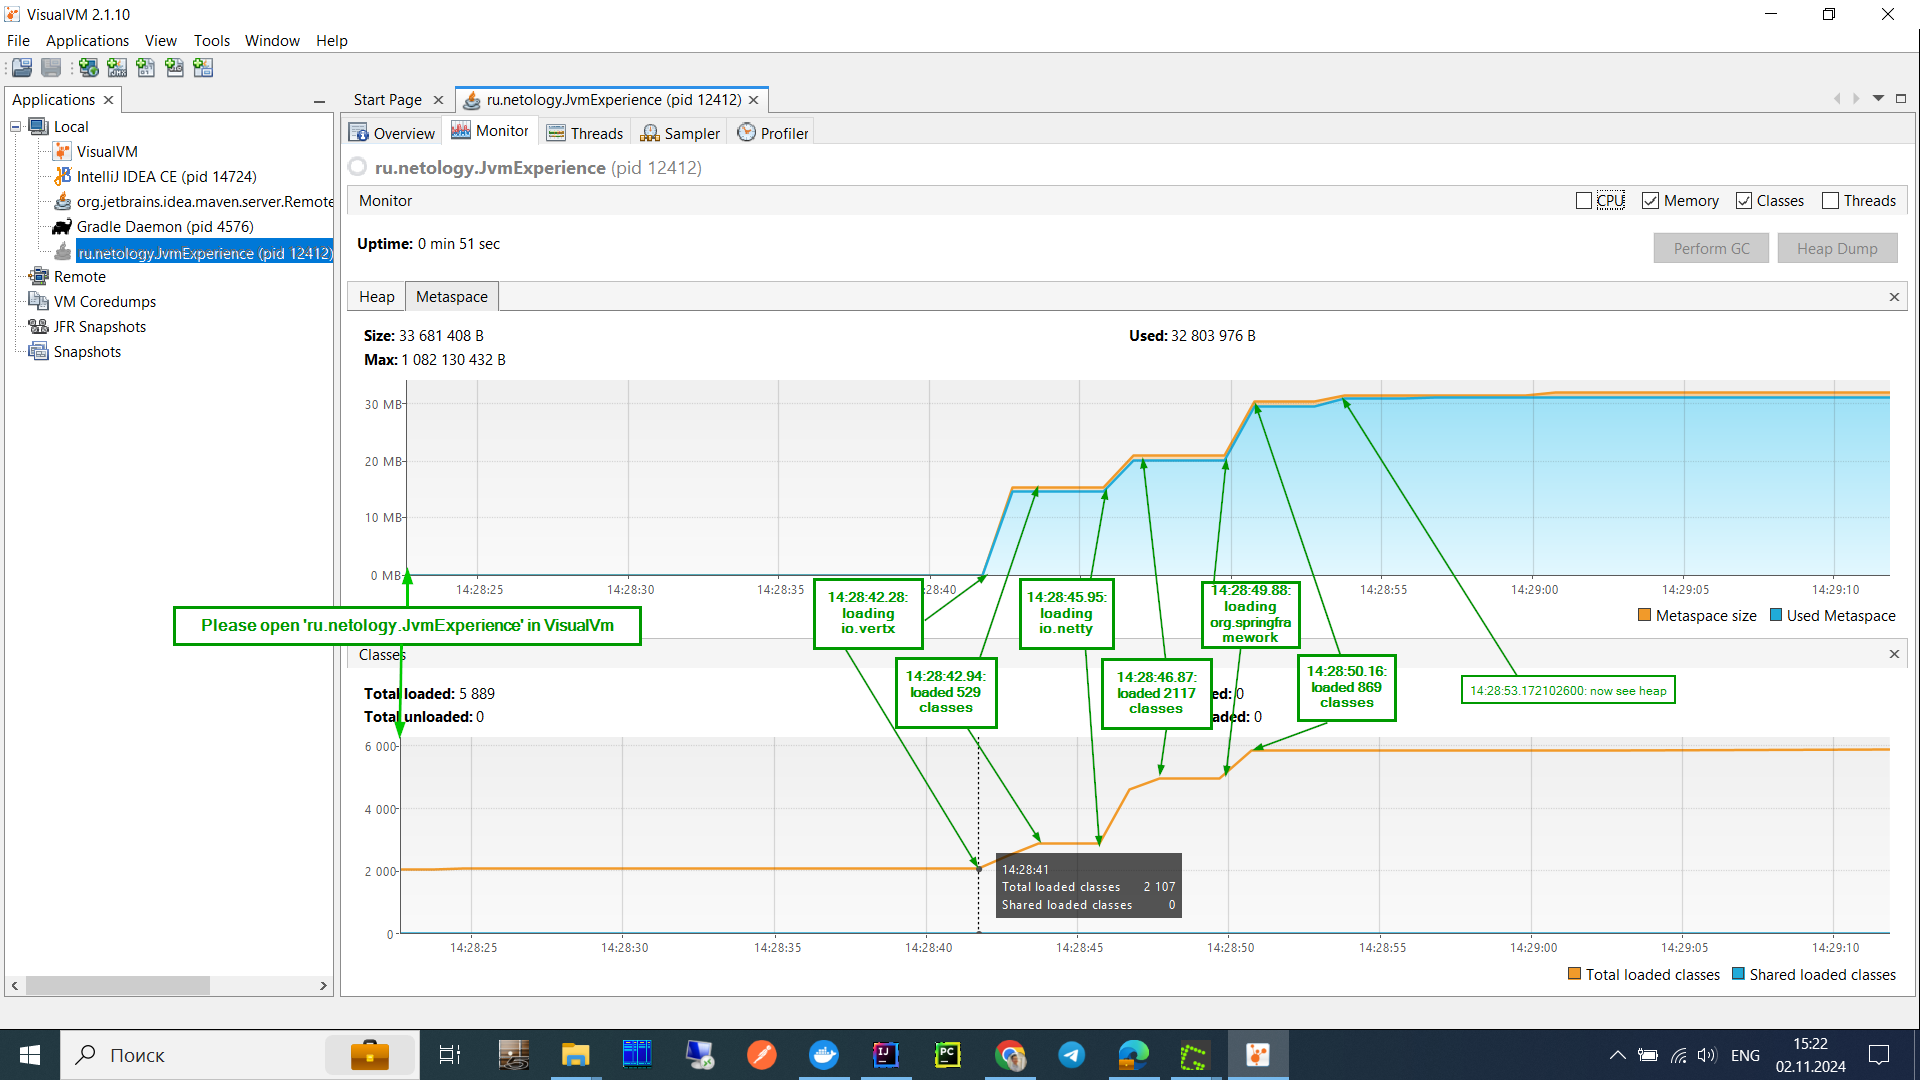 VisualVM 2.1.10
File Applications View Tools Window Help
Applications
Start Page
ru.netology.JvmExperience (pid 12412)
Local
VisualVM
IntelliJ IDEA CE (pid 14724)
org.jetbrains.idea.maven.server.Remote
Gradle Daemon (pid 4576)
ru.netology.JvmExperience (pid 12412)
Remote
VM Coredumps
JFR Snapshots
Snapshots
Overview Monitor Threads Sampler Profiler
ru.netology.JvmExperience (pid 12412)
Monitor
CPU Memory Classes Threads
Uptime: 0 min 51 sec
Perform GC Heap Dump
Heap Metaspace
Size: 33 681 408 B
Used: 32 803 976 B
Max: 1 082 130 432 B
30 MB
20 MB
10 MB
0 MB
14:28:25 14:28:30 14:28:35 :40 14:28:55 14:29:00 14:29:05 14:29:10
Metaspace size Used Metaspace
Please open 'ru.netology.JvmExperience' in VisualVm
14:28:42.28:
loading
io.vertx
14:28:45.95:
loading
io.netty
14:28:49.88:
loading
org.springfra
mework
14:28:42.94:
loaded 529
classes
14:28:46.87:
loaded 2117
classes
14:28:50.16:
loaded 869
classes
14:28:53.172102600: now see heap
Classes
Total loaded: 5 889
ed: 0
Total unloaded: 0
aded: 0
6 000
4 000
2 000
0
14:28:41
Total loaded classes 2 107
Shared loaded classes 0
14:28:25 14:28:30 14:28:35 14:28:40 14:28:45 14:28:50 14:28:55 14:29:00 14:29:05 14:29:10
Total loaded classes Shared loaded classes
Поиск
IJ
PC
ENG
15:22
02.11.2024